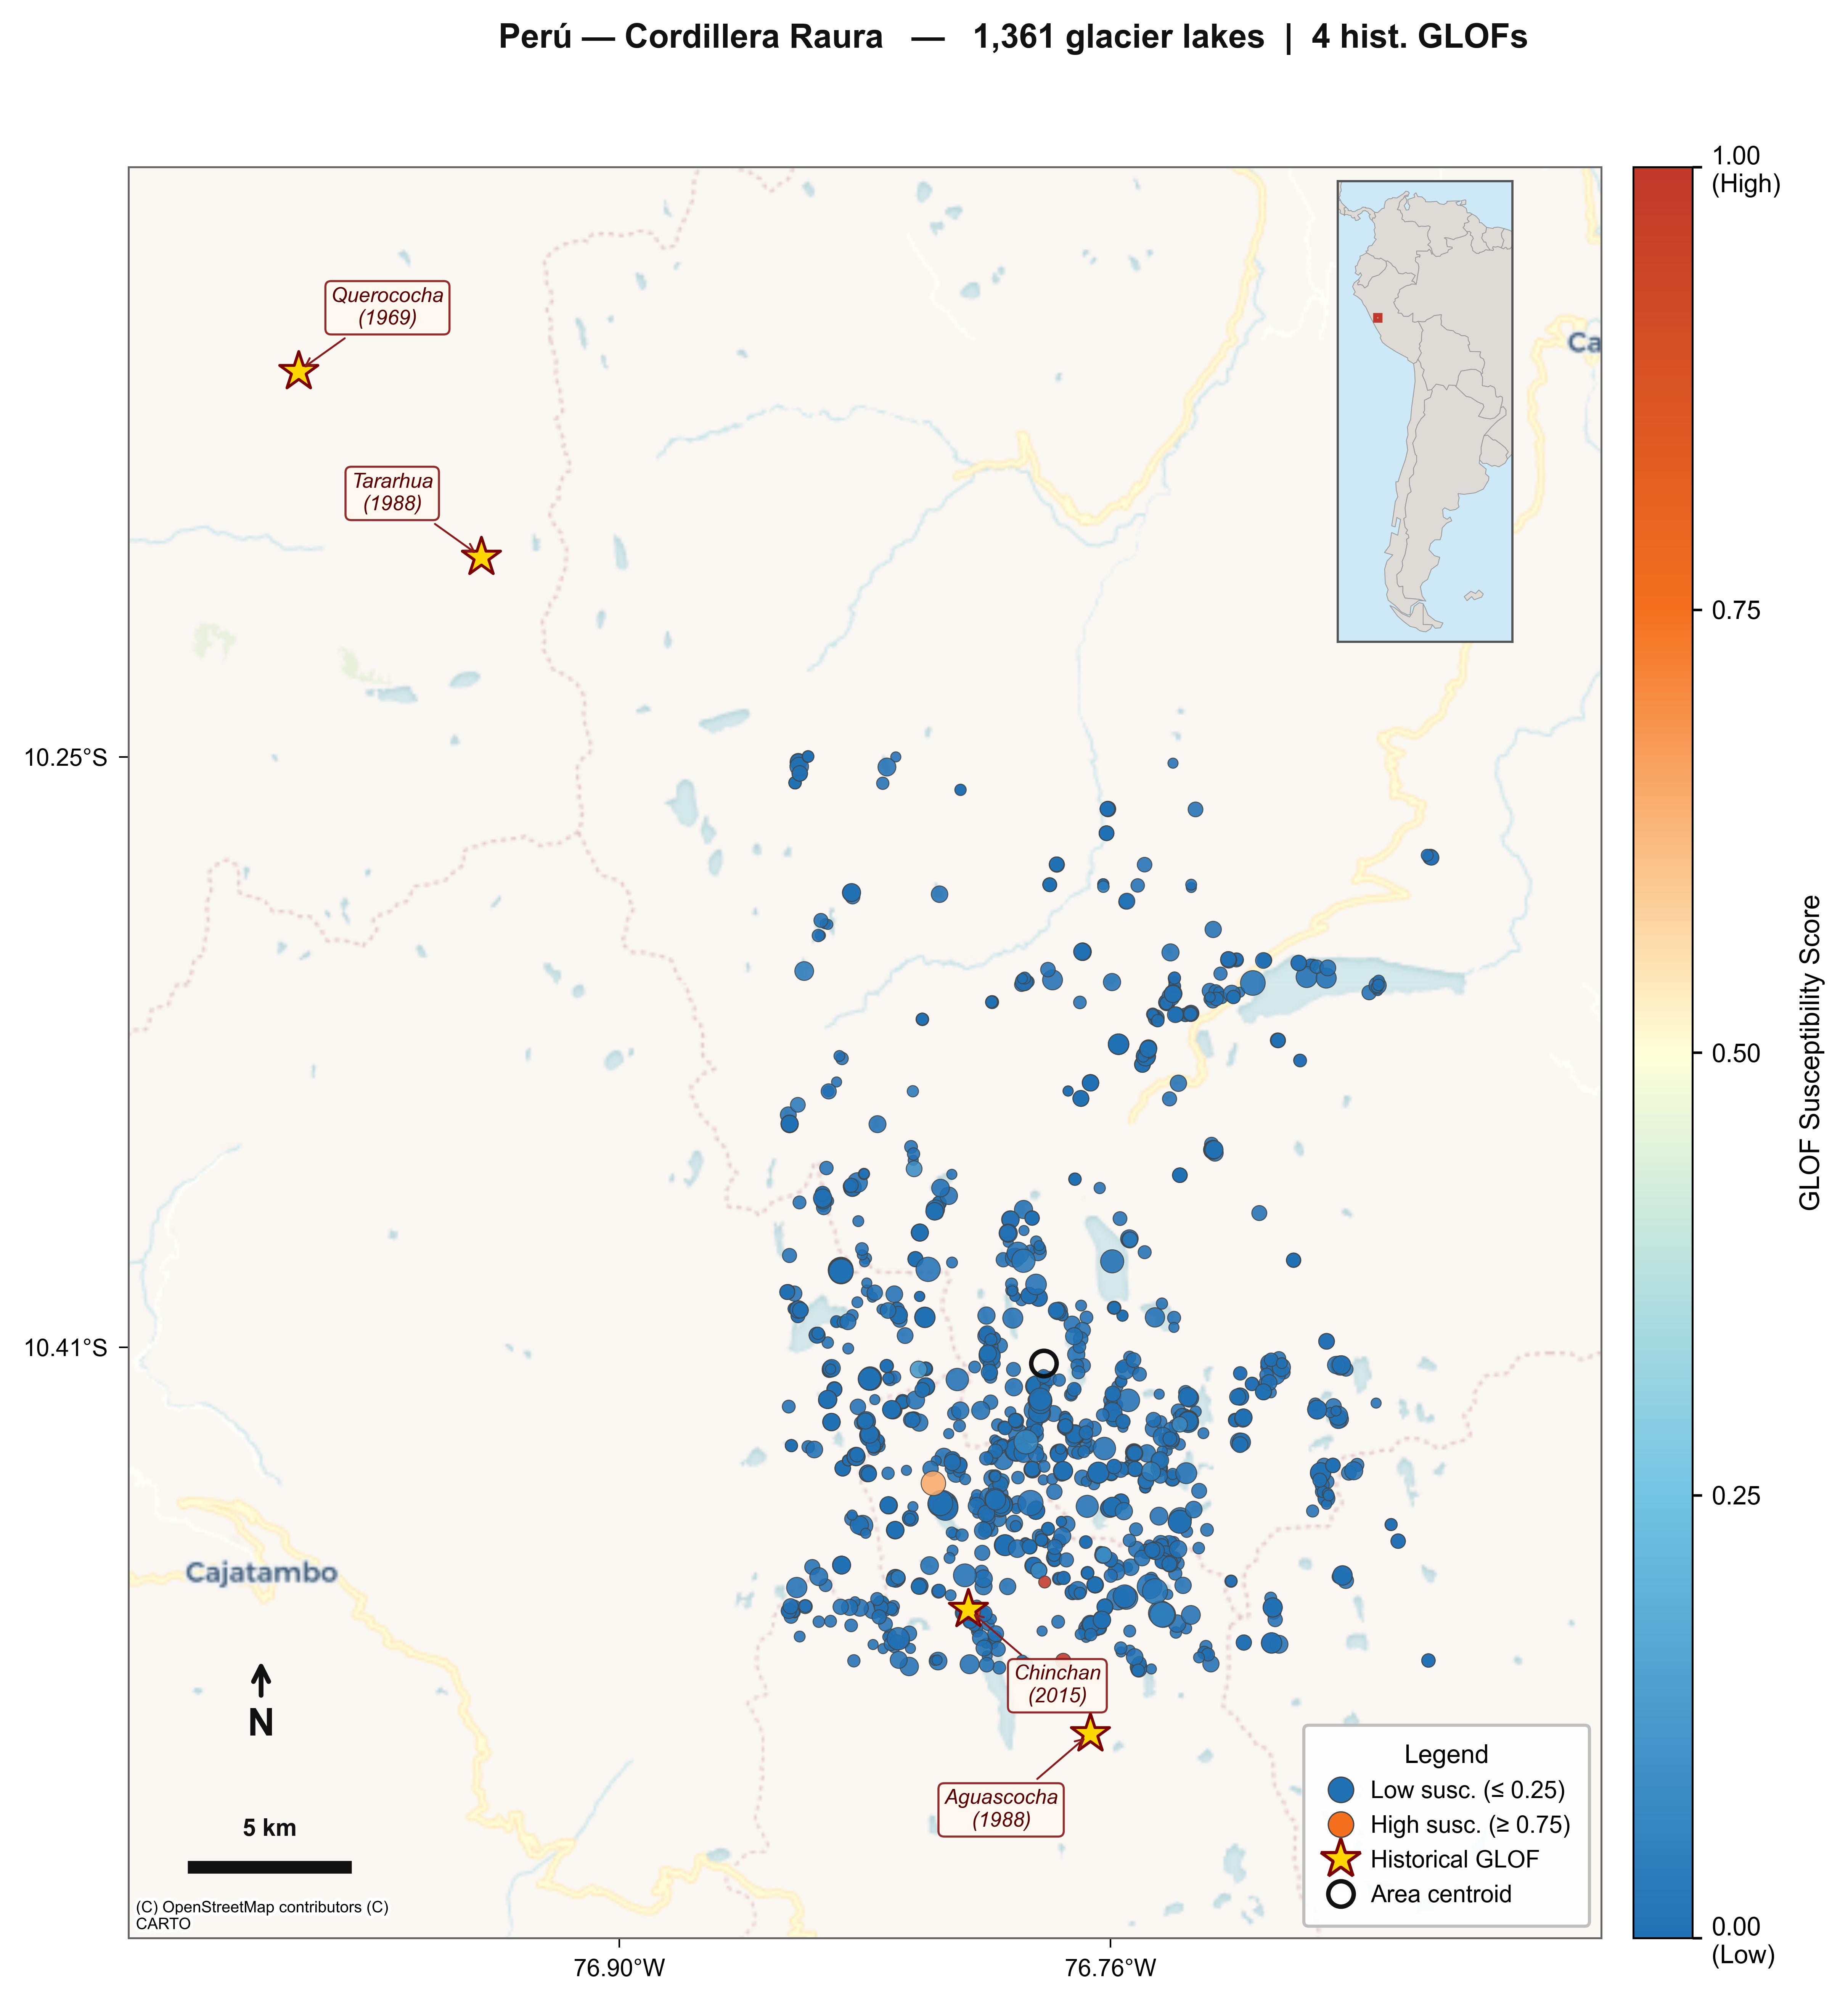 Perú — Cordillera Raura — 1,361 glacier lakes | 4 hist. GLOFs
1.00
(High)
Querococha
(1969)
Ca
Tararhua
(1988)
0.75
10.25°S
0.50
GLOF Susceptibility Score
10.41°S
0.25
Cajatambo
Chinchan
(2015)
N
Aguascocha
(1988)
5 km
Legend
Low susc. (≤ 0.25)
High susc. (≥ 0.75)
Historical GLOF
Area centroid
(C) OpenStreetMap contributors (C)
CARTO
0.00
(Low)
76.90°W
76.76°W